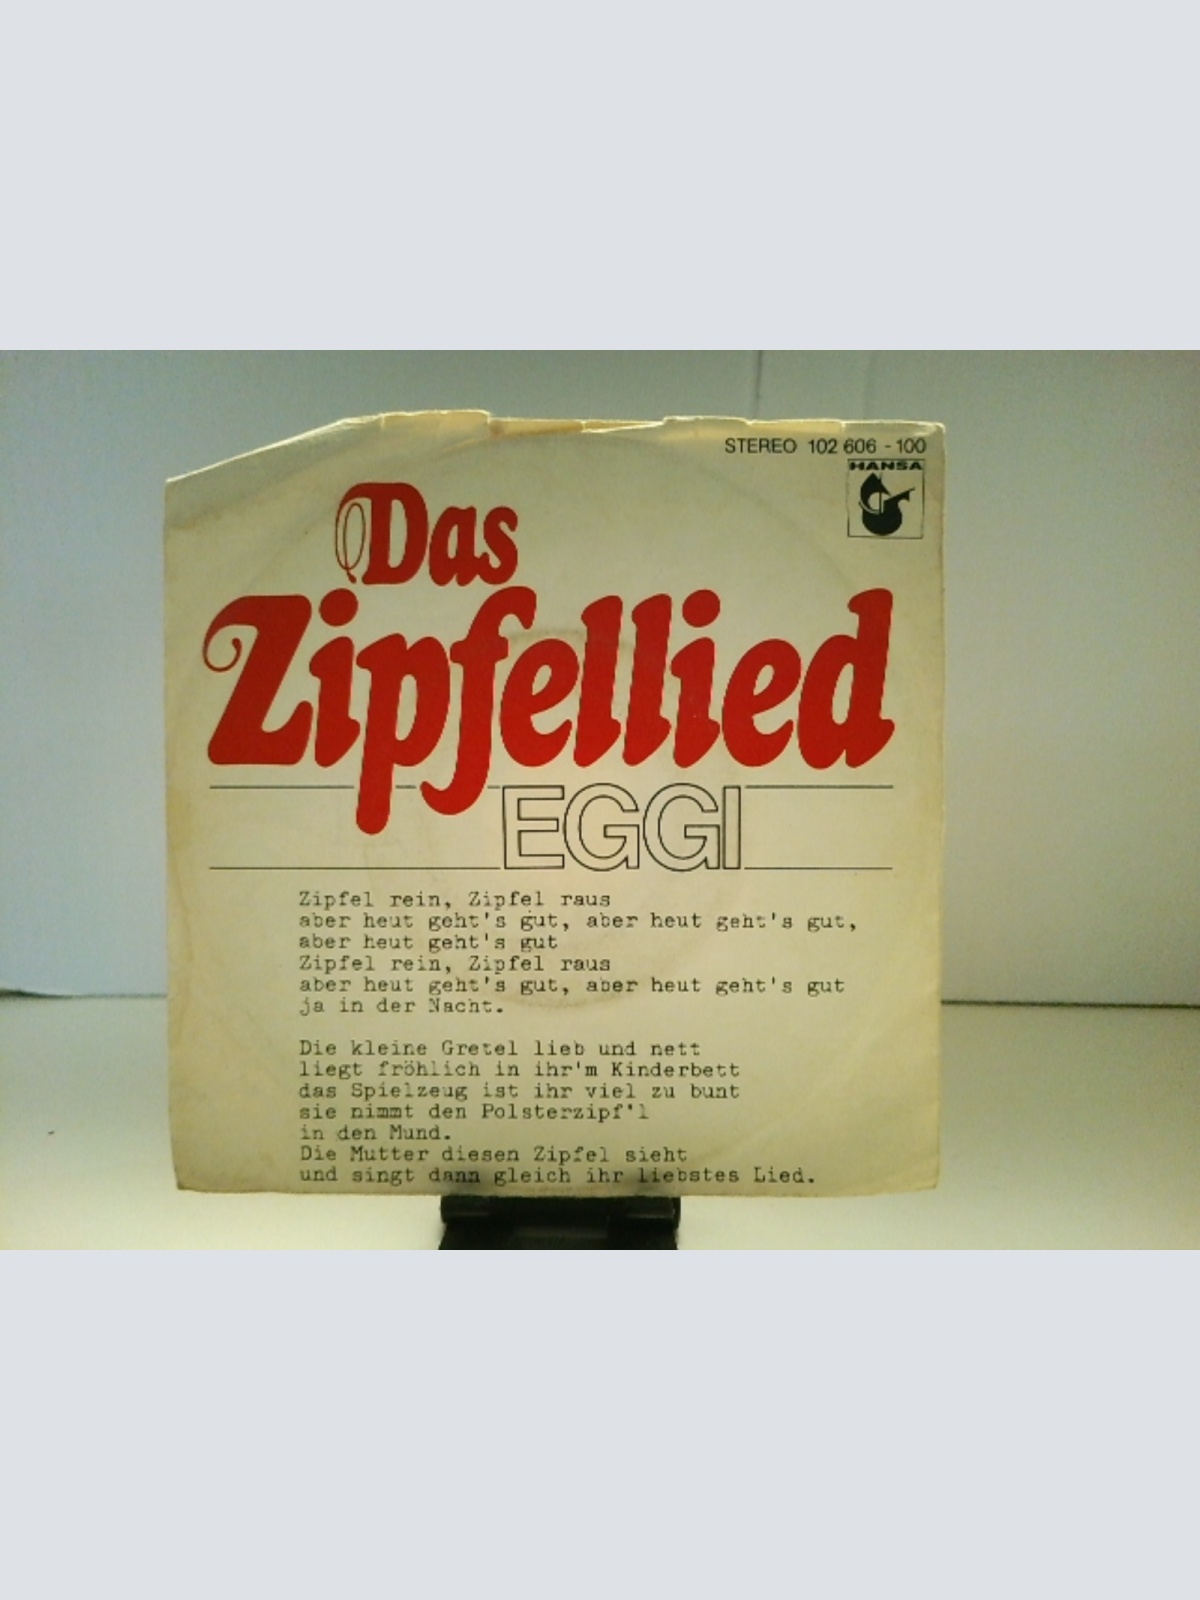 STEREO 102 606 - 100
HANSA
Das
Zipfellied
EGGI
Zipfel rein, Zipfel raus
aber heut geht's gut, aber heut geht's gut,
aber heut geht's gut
Zipfel rein, Zipfel raus
aber heut geht's gut, aber heut geht's gut
ja in der Nacht.
Die kleine Gretel lieb und nett
liegt fröhlich in ihr'm Kinderbett
das Spielzeug ist ihr viel zu bunt
sie nimmt den Polsterzipf'l
in den Mund.
Die Mutter diesen Zipfel sieht
und singt dann gleich ihr liebstes Lied.